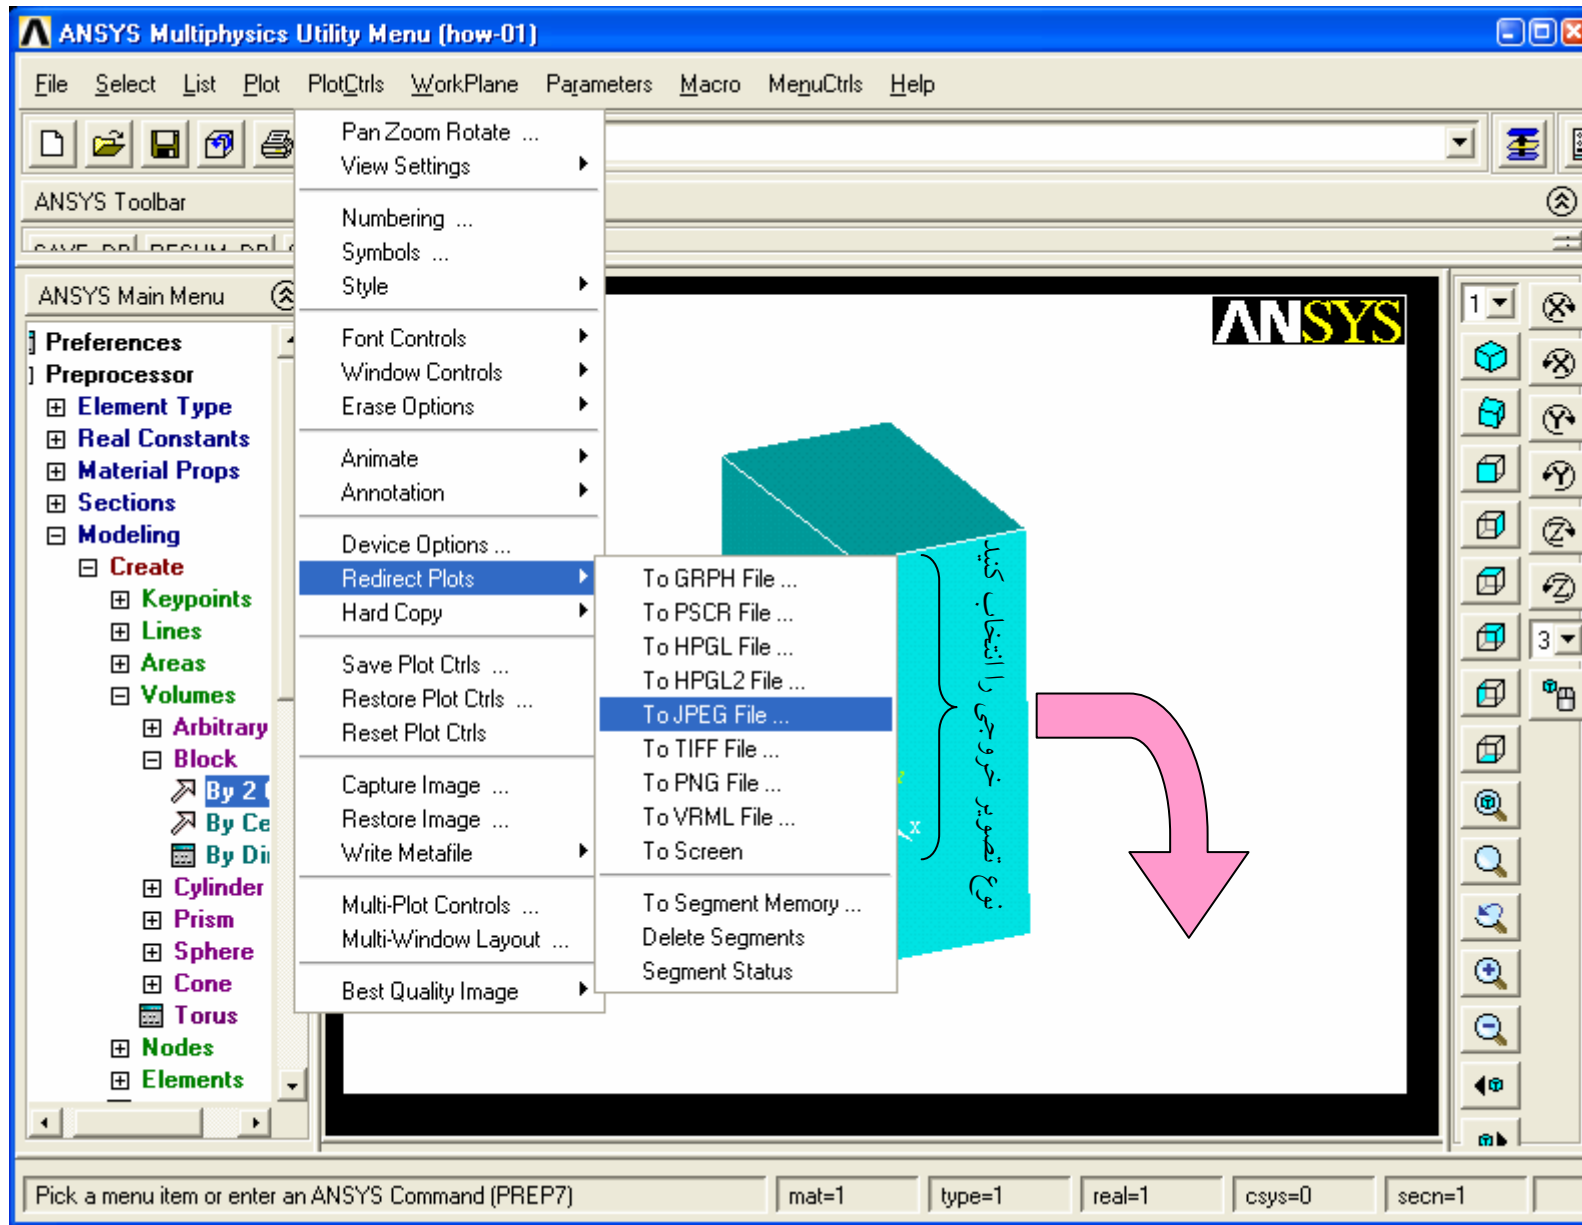 ANSYS Multiphysics Utility Menu (how-01)
File Select List Plot PlotCtrls WorkPlane Parameters Macro MenuCtrls Help
ANSYS Toolbar
SAVE_DB RESUM_DB
ANSYS Main Menu
Preferences
Preprocessor
Element Type
Real Constants
Material Props
Sections
Modeling
Create
Keypoints
Lines
Areas
Volumes
Arbitrary
Block
By 2
By Ce
By Di
Cylinder
Prism
Sphere
Cone
Torus
Nodes
Elements
Pan Zoom Rotate ...
View Settings
Numbering ...
Symbols ...
Style
Font Controls
Window Controls
Erase Options
Animate
Annotation
Device Options ...
Redirect Plots
Hard Copy
Save Plot Ctrls ...
Restore Plot Ctrls ...
Reset Plot Ctrls
Capture Image ...
Restore Image ...
Write Metafile
Multi-Plot Controls ...
Multi-Window Layout ...
Best Quality Image
To GRPH File ...
To PSCR File ...
To HPGL File ...
To HPGL2 File ...
To JPEG File ...
To TIFF File ...
To PNG File ...
To VRML File ...
To Screen
To Segment Memory ...
Delete Segments
Segment Status
نوع تصویر خروجی را انتخاب کنید
ANSYS
X
1
3
Pick a menu item or enter an ANSYS Command (PREP7)
mat=1
type=1
real=1
csys=0
secn=1